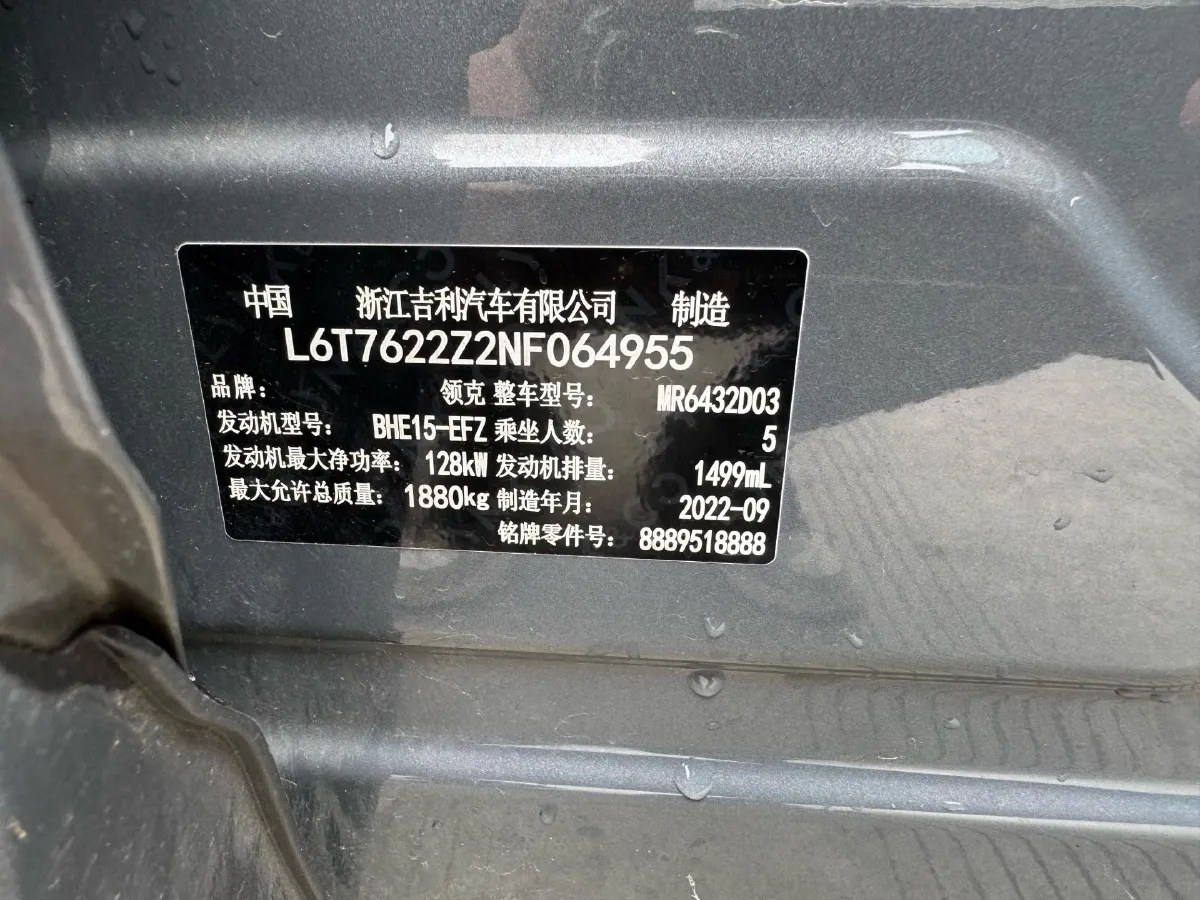 中国 浙江吉利汽车有限公司 制造
L6T7622Z2NF064955
品牌: 领克 整车型号: MR6432D03
发动机型号: BHE15-EFZ 乘坐人数: 5
发动机最大净功率: 128kW 发动机排量: 1499mL
最大允许总质量: 1880kg 制造年月: 2022-09
铭牌零件号: 8889518888